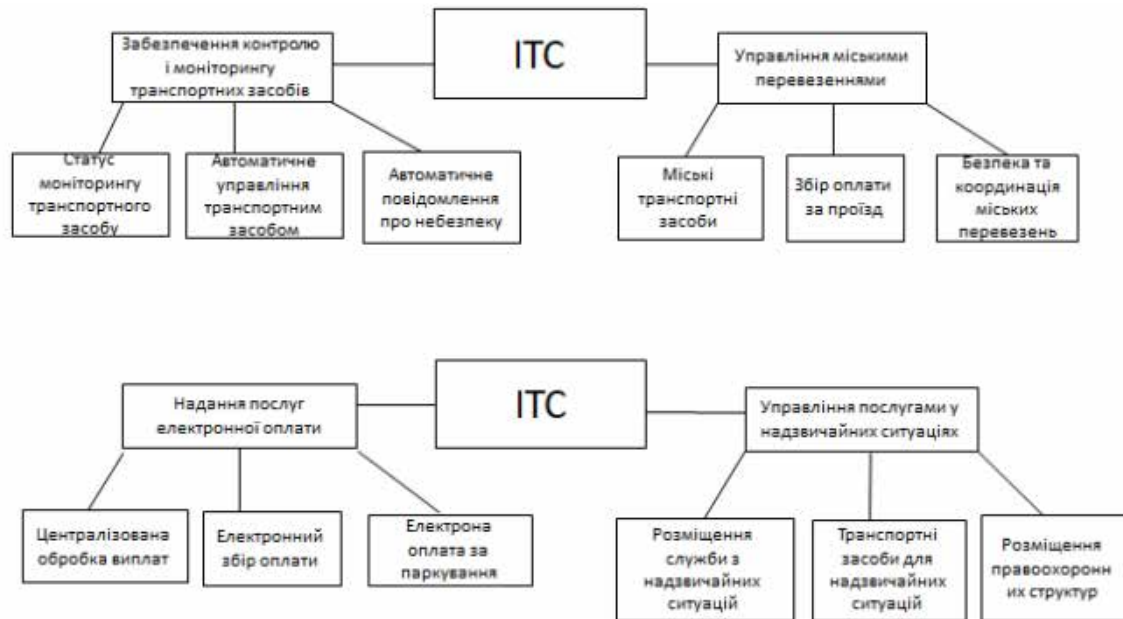 ІТС
Забезпечення контролю
і моніторингу
транспортних засобів
Управління міськими
перевезеннями
Статус
моніторингу
транспортного
засобу
Автоматичне
управління
транспортним
засобом
Автоматичне
повідомлення
про небезпеку
Міські
транспортні
засоби
Збір оплати
за проїзд
Безпека та
координація
міських
перевезень
ІТС
Надання послуг
електронної оплати
Управління послугами у
надзвичайних ситуаціях
Централізована
обробка виплат
Електронний
збір оплати
Електрона
оплата за
паркування
Розміщення
служби з
надзвичайних
ситуацій
Транспортні
засоби для
надзвичайних
ситуацій
Розміщення
правоохоронн
их структур